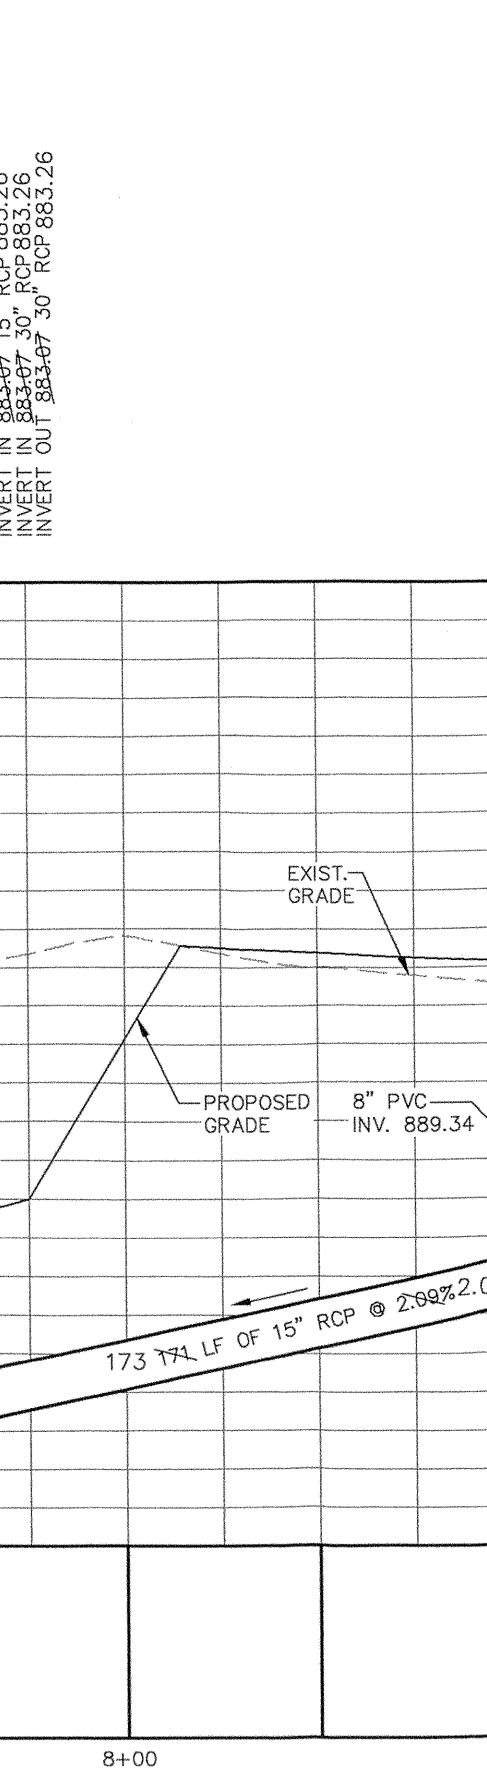 INVERT IN 883.07 15" RCP 883.26
INVERT IN 883.07 30" RCP 883.26
INVERT OUT 883.07 30" RCP 883.26
EXIST.
GRADE
PROPOSED
GRADE
8" PVC
INV. 889.34
173 171 LF OF 15" RCP @ 2.09% 2.0
8+00